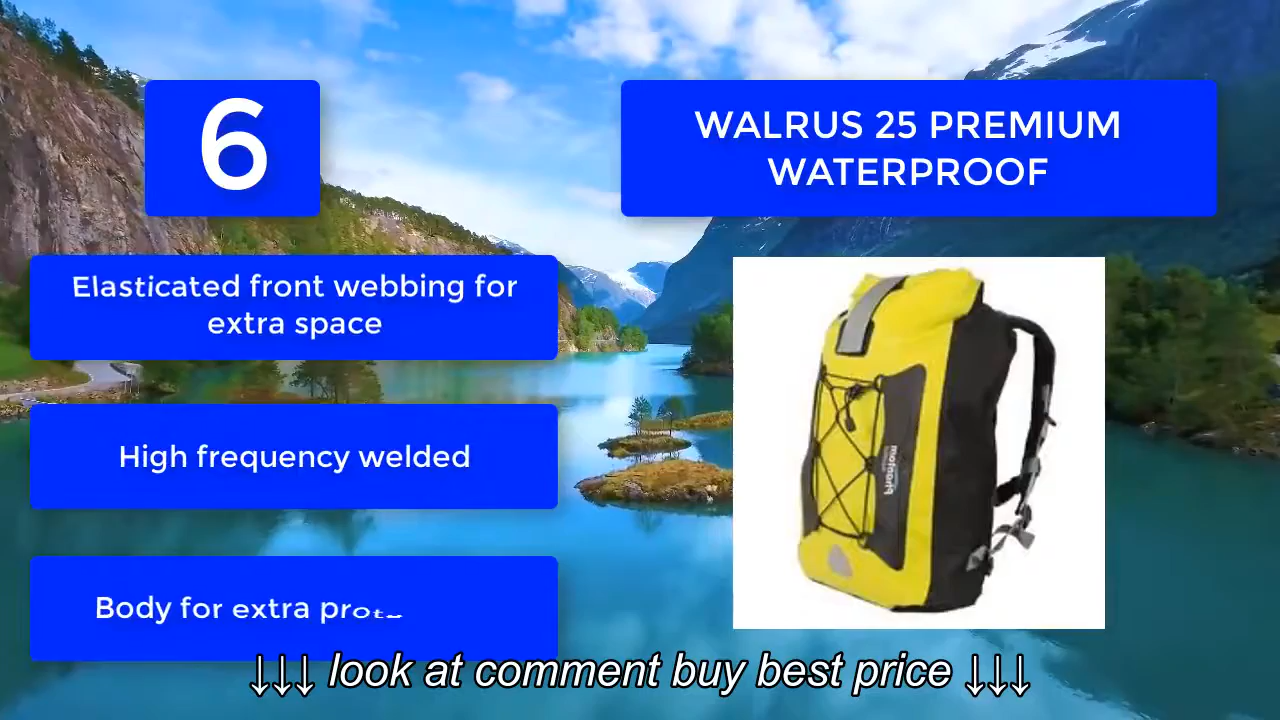 6
WALRUS 25 PREMIUM
WATERPROOF
Elasticated front webbing for
extra space
High frequency welded
Body for extra
↓↓↓ look at comment buy best price ↓↓↓